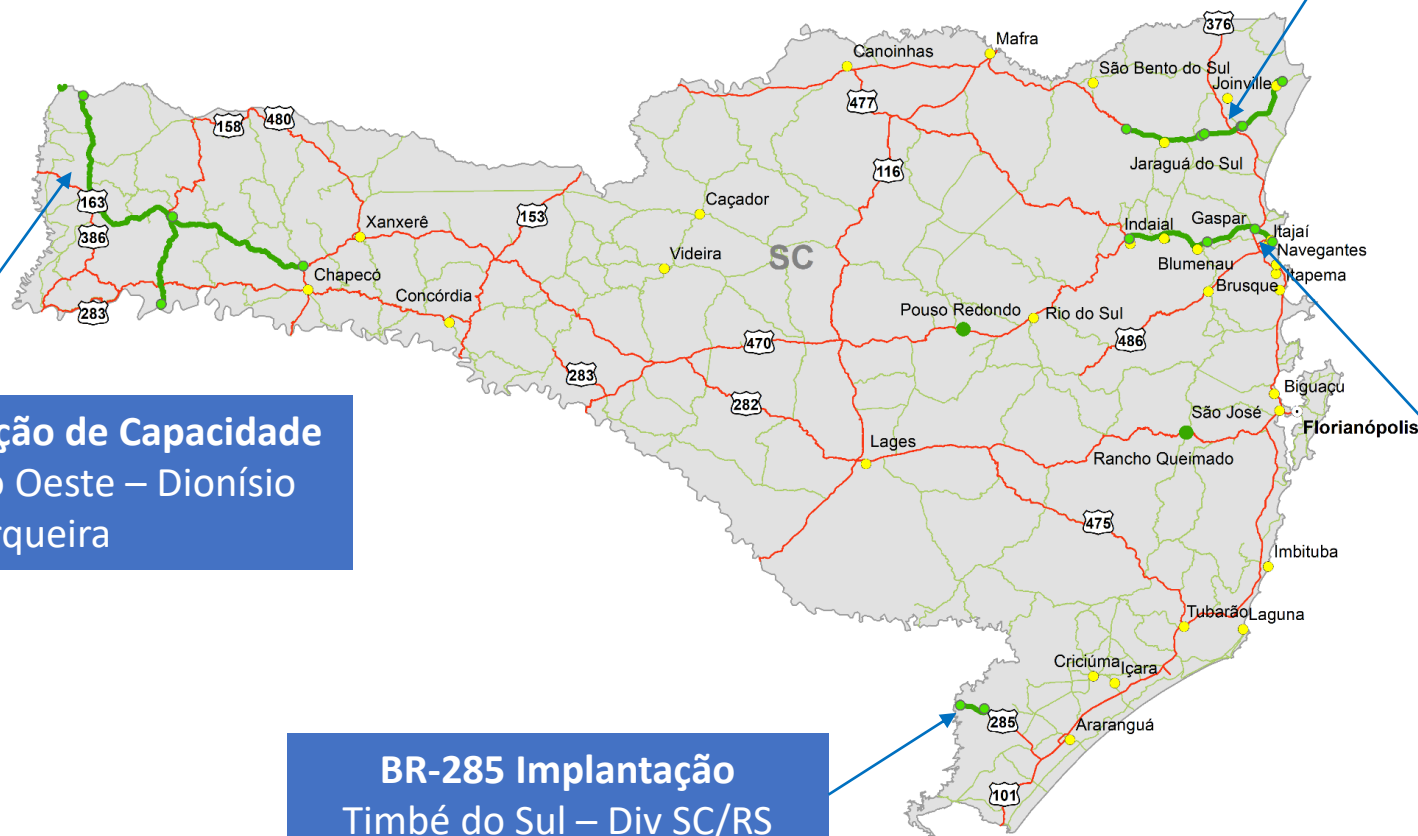 376
Mafra
Canoinhas
São Bento do Sul
Joinville
477
158
480
Jaraguá do Sul
116
163
Caçador
153
Xanxerê
Indaial
Gaspar
Itajaí
386
SC
Navegantes
Videira
Blumenau
Chapecó
Itapema
Brusque
Concórdia
283
Pouso Redondo
Rio do Sul
470
486
283
Biguaçu
282
São José
Florianópolis
ção de Capacidade
Lages
Rancho Queimado
o Oeste – Dionísio
rqueira
475
Imbituba
Tubarão
Laguna
Criciúma
Içara
285
Araranguá
BR-285 Implantação
101
Timbé do Sul – Div SC/RS